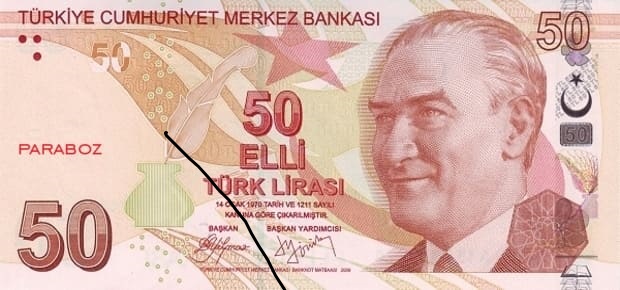 TÜRKİYE CUMHURİYET MERKEZ BANKASI
50
50
50
ELLİ
TÜRK LİRASI
PARABOZ
50
14 OCAK 1970 TARİH VE 1211 SAYILI
KANUNA GÖRE ÇIKARILMIŞTIR.
BAŞKAN BAŞKAN YARDIMCISI
50
TÜRKİYE CUMHURİYET MERKEZ BANKASI BANKNOT MATBAASI 2009